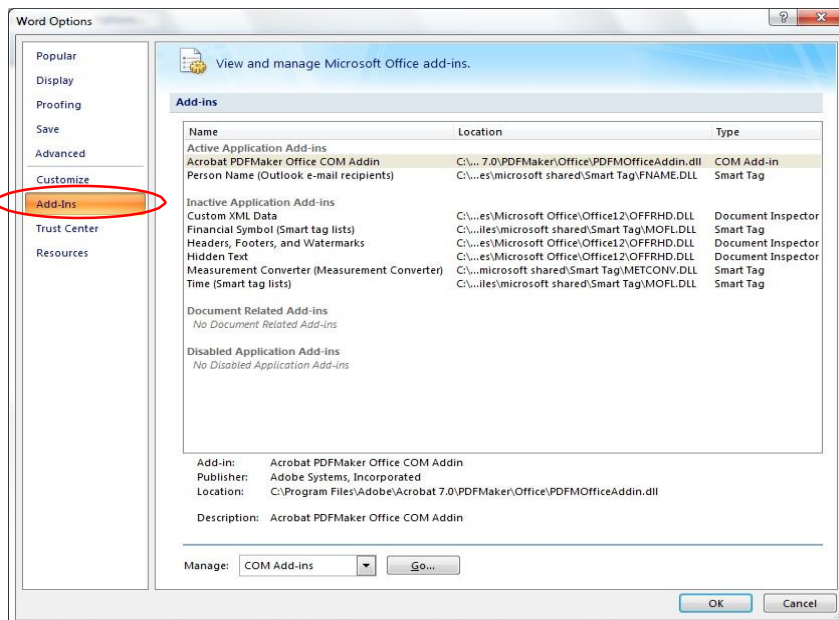 Word Options
Popular
Display
Proofing
Save
Advanced
Customize
Add-Ins
Trust Center
Resources
View and manage Microsoft Office add-ins.
Add-ins
Name Location Type
Active Application Add-ins
Acrobat PDFMaker Office COM Addin C:\... 7.0\PDFMaker\Office\PDFMOfficeAddin.dll COM Add-in
Person Name (Outlook e-mail recipients) C:\...es\microsoft shared\Smart Tag\FNAME.DLL Smart Tag
Inactive Application Add-ins
Custom XML Data C:\...es\Microsoft Office\Office12\OFFRHD.DLL Document Inspector
Financial Symbol (Smart tag lists) C:\...iles\microsoft shared\Smart Tag\MOFL.DLL Smart Tag
Headers, Footers, and Watermarks C:\...es\Microsoft Office\Office12\OFFRHD.DLL Document Inspector
Hidden Text C:\...es\Microsoft Office\Office12\OFFRHD.DLL Document Inspector
Measurement Converter (Measurement Converter) C:\...microsoft shared\Smart Tag\METCONV.DLL Smart Tag
Time (Smart tag lists) C:\...iles\microsoft shared\Smart Tag\MOFL.DLL Smart Tag
Document Related Add-ins
No Document Related Add-ins
Disabled Application Add-ins
No Disabled Application Add-ins
Add-in: Acrobat PDFMaker Office COM Addin
Publisher: Adobe Systems, Incorporated
Location: C:\Program Files\Adobe\Acrobat 7.0\PDFMaker\Office\PDFMOfficeAddin.dll
Description: Acrobat PDFMaker Office COM Addin
Manage: COM Add-ins Go...
OK Cancel